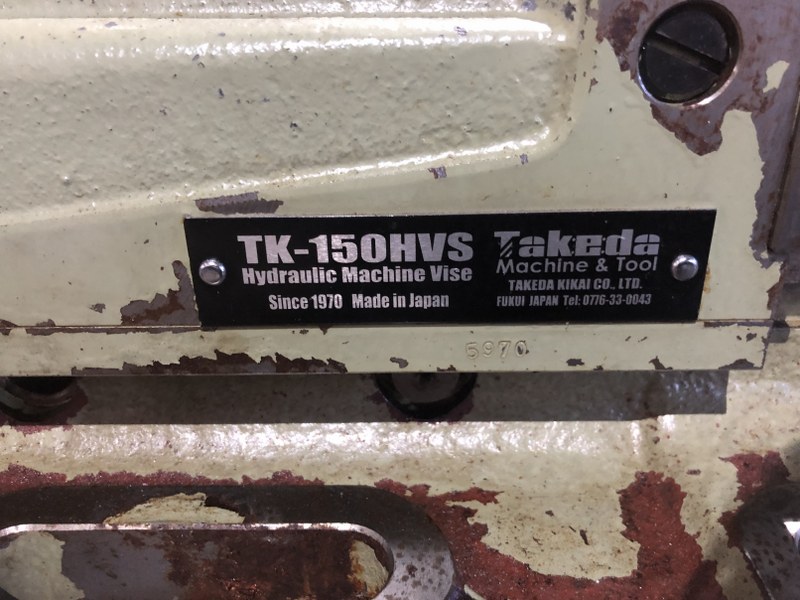 TK-150HVS
Hydraulic Machine Vise
Since 1970 Made in Japan
Takeda
Machine & Tool
TAKEDA KIKAI CO., LTD.
FUKUI JAPAN Tel: 0776-33-0043
5970